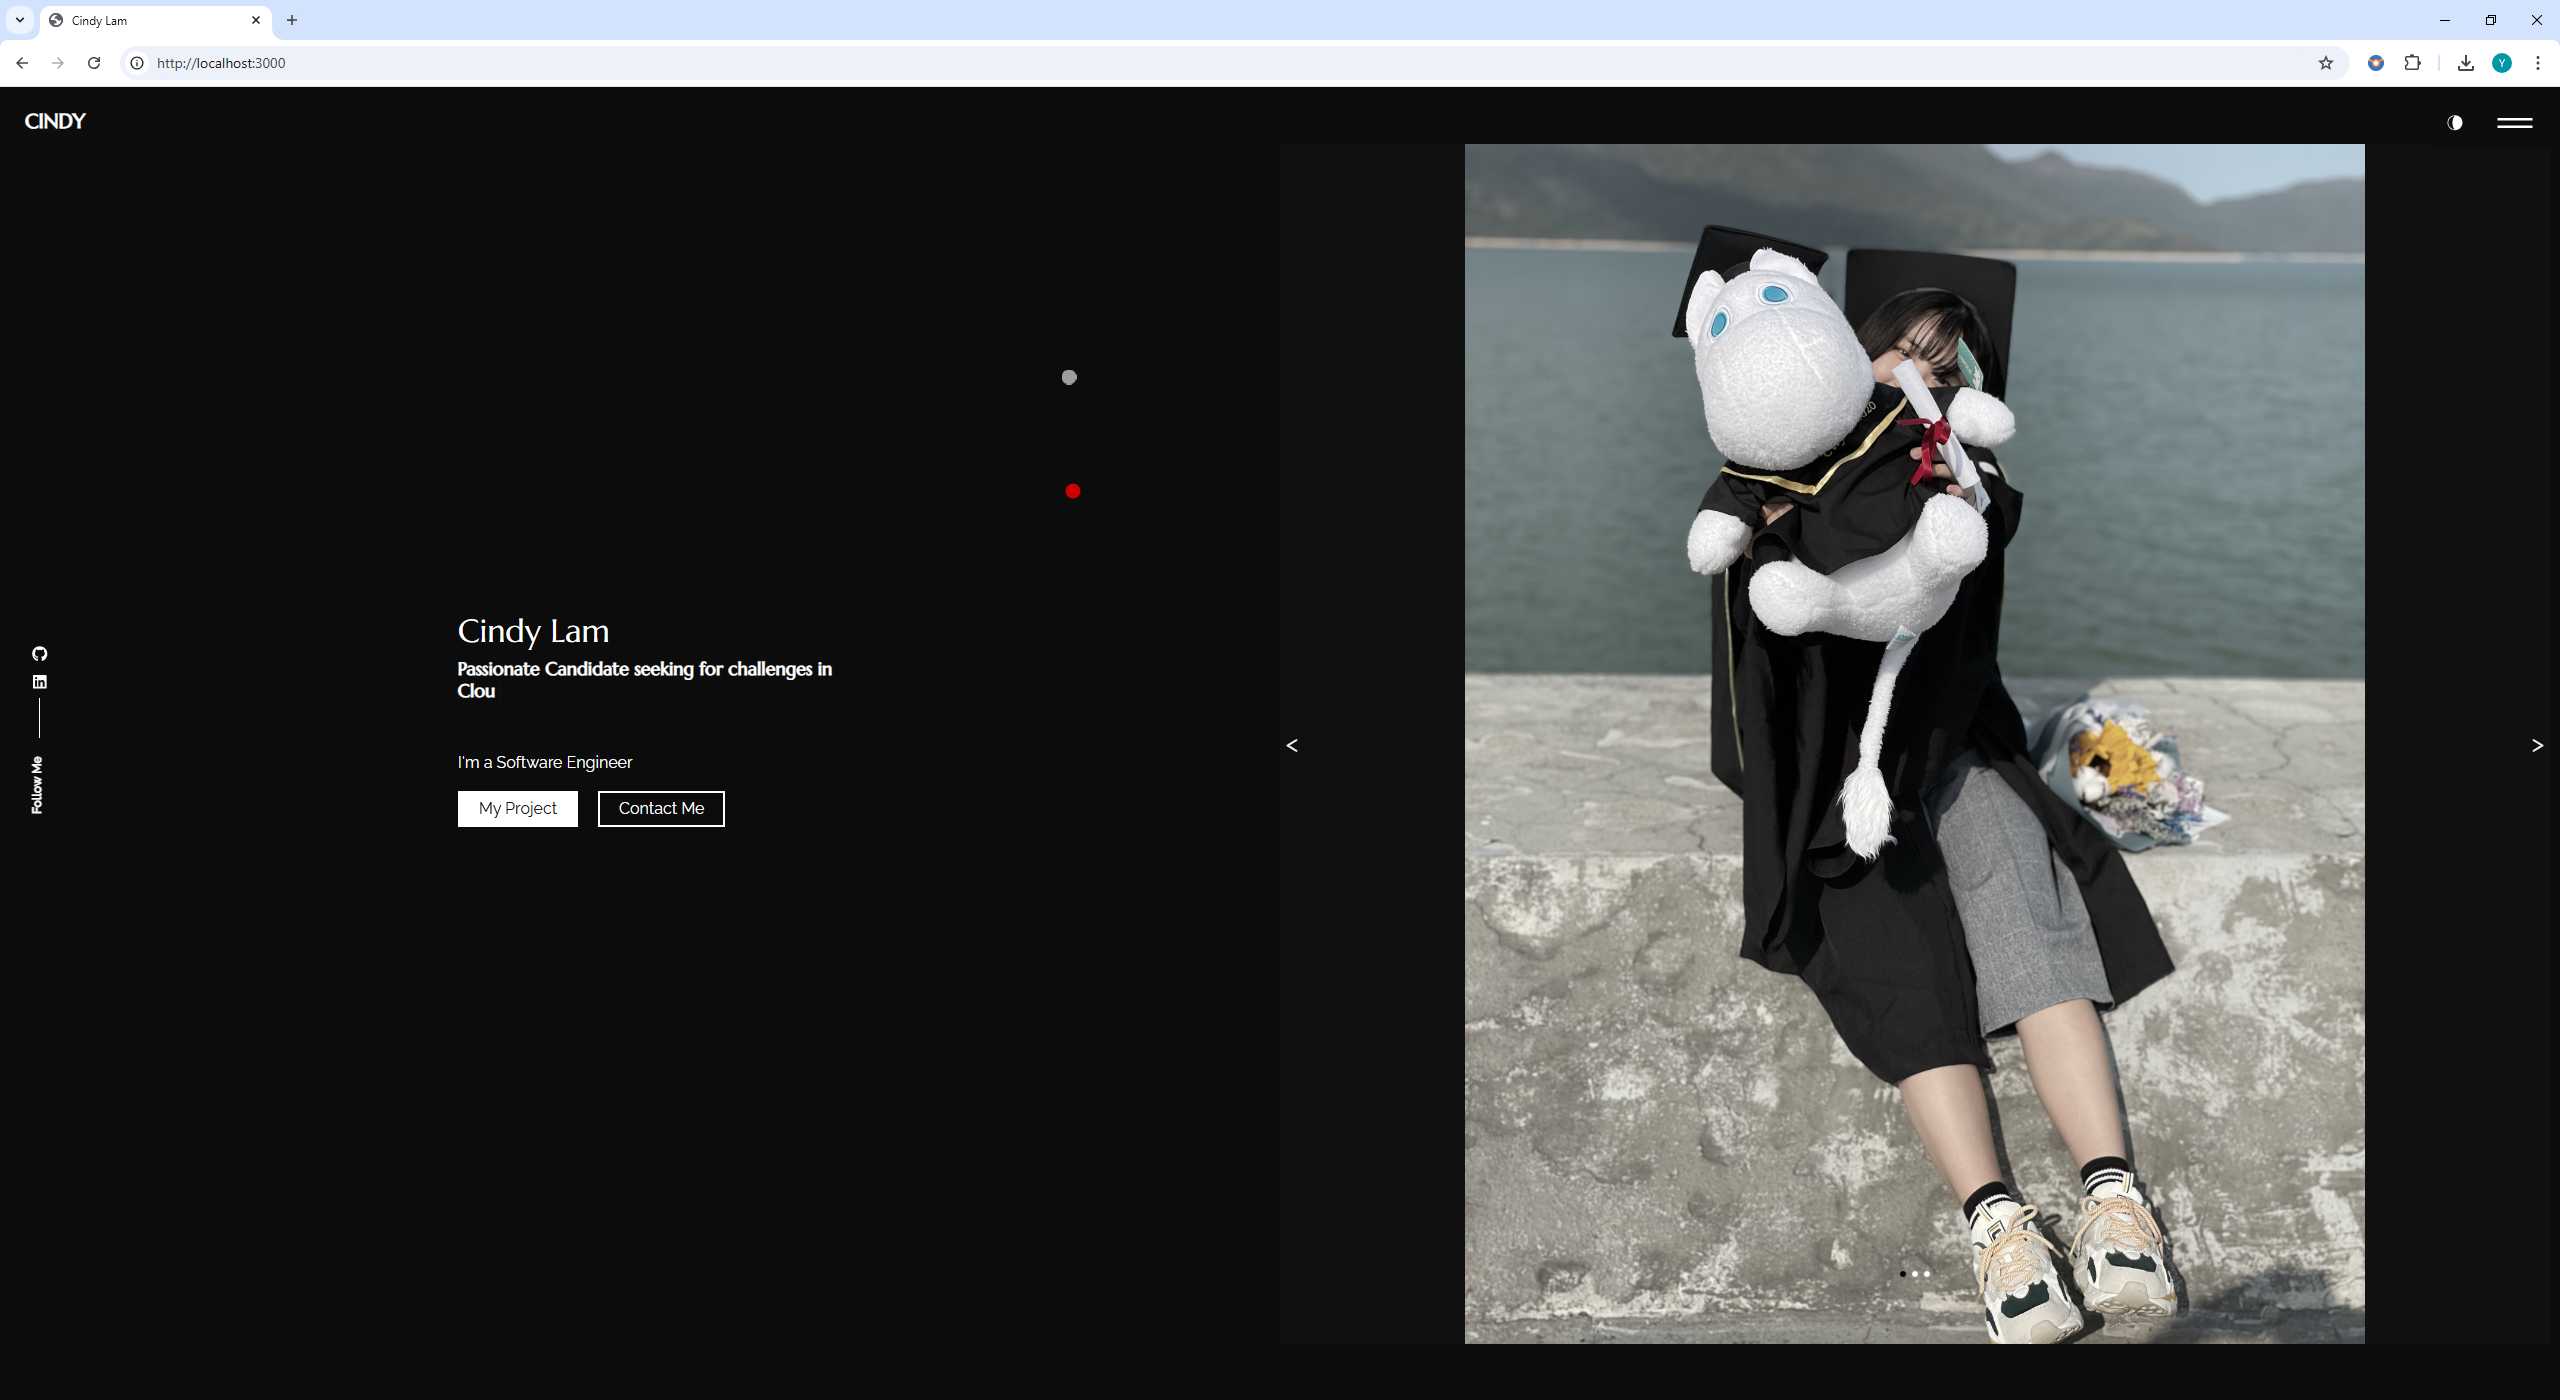 Cindy Lam
http://localhost:3000
Y
CINDY
Cindy Lam
Passionate Candidate seeking for challenges in
Clou
I'm a Software Engineer
My Project
Contact Me
Follow Me
<
>